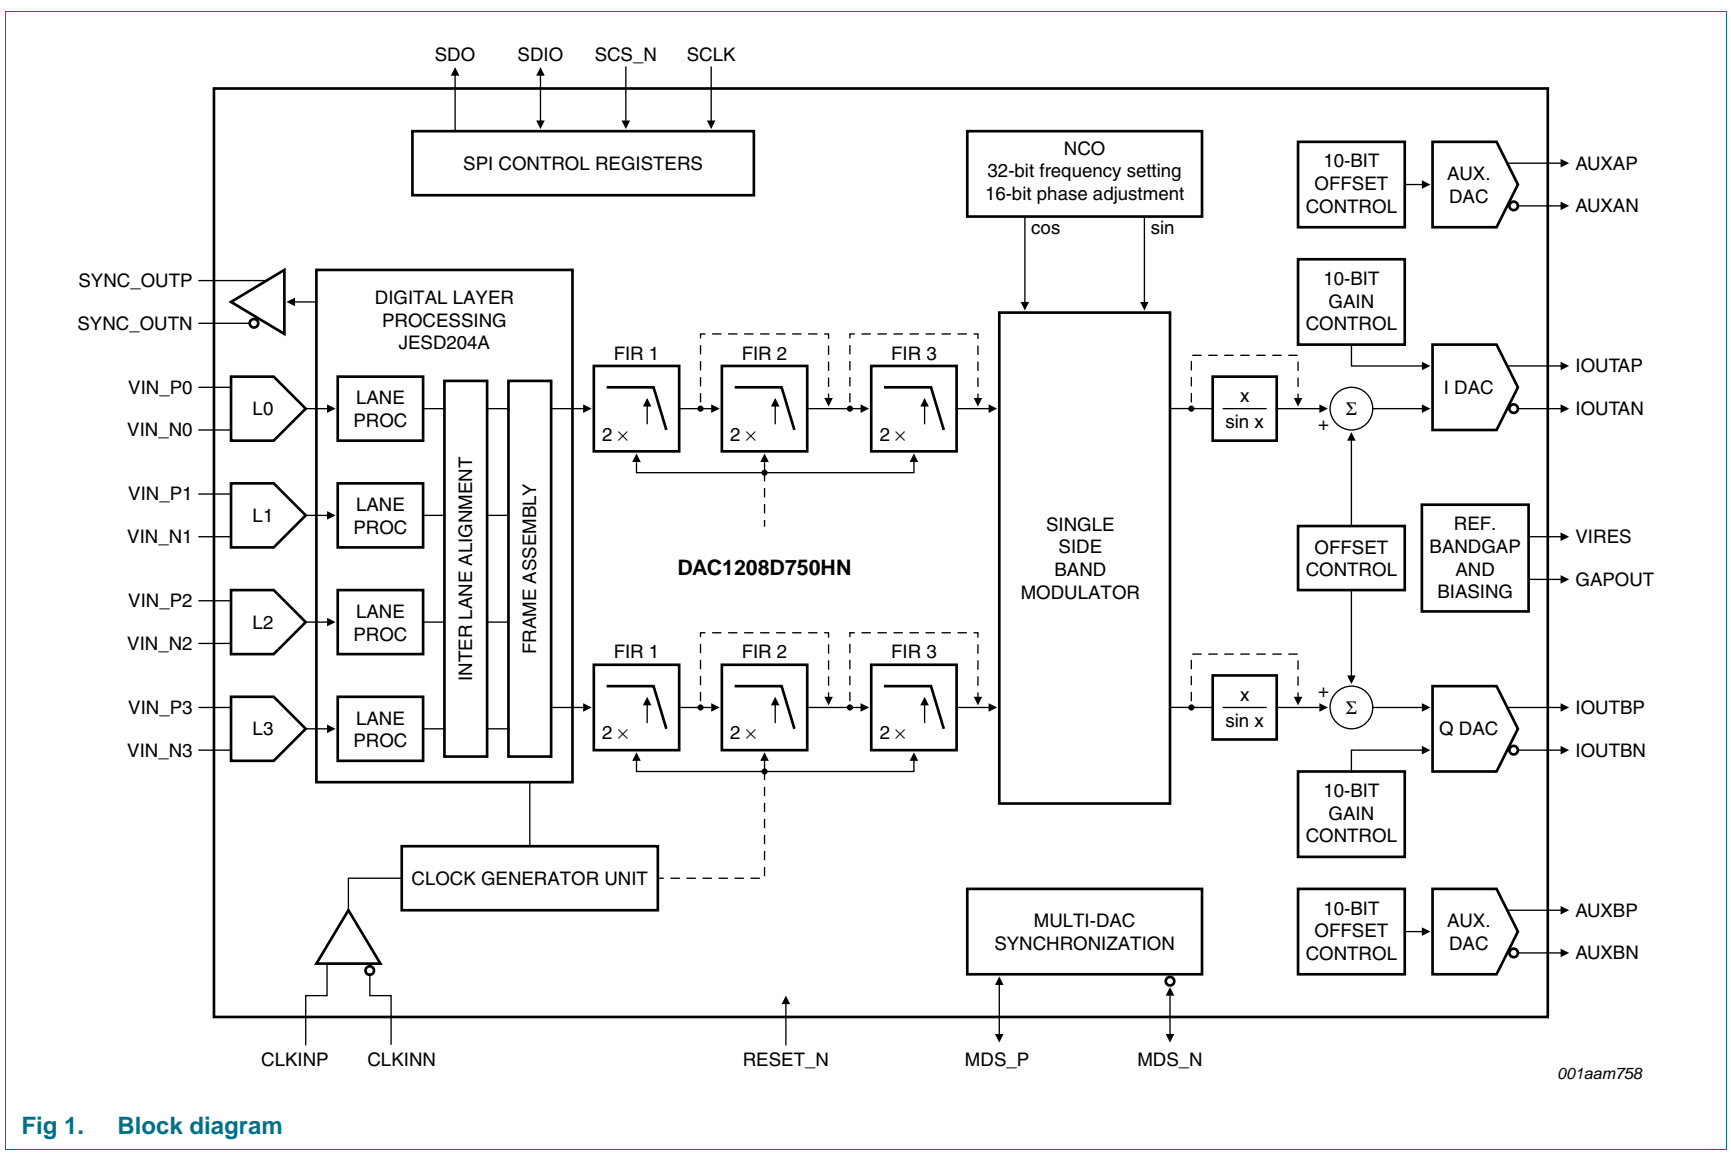 SDO
SDIO
SCS_N
SCLK
SPI CONTROL REGISTERS
NCO
32-bit frequency setting
16-bit phase adjustment
cos
sin
10-BIT
OFFSET
CONTROL
AUX.
DAC
AUXAP
AUXAN
SYNC_OUTP
SYNC_OUTN
DIGITAL LAYER
PROCESSING
JESD204A
10-BIT
GAIN
CONTROL
VIN_P0
VIN_N0
L0
LANE
PROC
FIR 1
2 ×
FIR 2
2 ×
FIR 3
2 ×
x
sin x
Σ
+
I DAC
IOUTAP
IOUTAN
VIN_P1
VIN_N1
L1
LANE
PROC
INTER LANE ALIGNMENT
FRAME ASSEMBLY
DAC1208D750HN
SINGLE
SIDE
BAND
MODULATOR
OFFSET
CONTROL
REF.
BANDGAP
AND
BIASING
VIRES
GAPOUT
VIN_P2
VIN_N2
L2
LANE
PROC
VIN_P3
VIN_N3
L3
LANE
PROC
FIR 1
2 ×
FIR 2
2 ×
FIR 3
2 ×
x
sin x
+
Σ
Q DAC
IOUTBP
IOUTBN
10-BIT
GAIN
CONTROL
CLOCK GENERATOR UNIT
MULTI-DAC
SYNCHRONIZATION
10-BIT
OFFSET
CONTROL
AUX.
DAC
AUXBP
AUXBN
CLKINP
CLKINN
RESET_N
MDS_P
MDS_N
001aam758
Fig 1. Block diagram